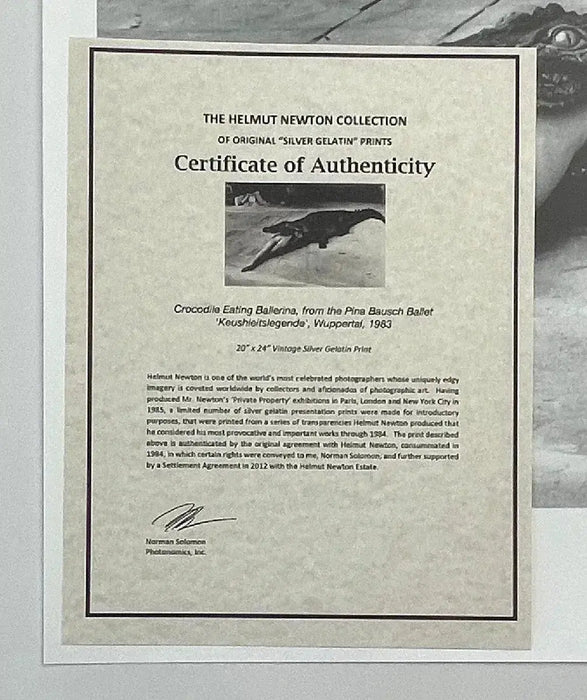 THE HELMUT NEWTON COLLECTION
OF ORIGINAL "SILVER GELATIN" PRINTS
Certificate of Authenticity
Crocodile Eating Ballerina, from the Pina Bausch Ballet
'Keushieitslegende', Wuppertal, 1983
20" x 24" Vintage Silver Gelatin Print
Helmut Newton is one of the world's most celebrated photographers whose uniquely edgy
imagery is coveted worldwide by collectors and aficionados of photographic art. Having
produced Mr. Newton's 'Private Property' exhibitions in Paris, London and New York City in
1985, a limited number of silver gelatin presentation prints were made for introductory
purposes, that were printed from a series of transparencies Helmut Newton produced that
he considered his most provocative and important works through 1984. The print described
above is authenticated by the original agreement with Helmut Newton, consummated in
1984, in which certain rights were conveyed to me, Norman Solomon, and further supported
by a Settlement Agreement in 2012 with the Helmut Newton Estate.
Norman Solomon
Photonomics, Inc.